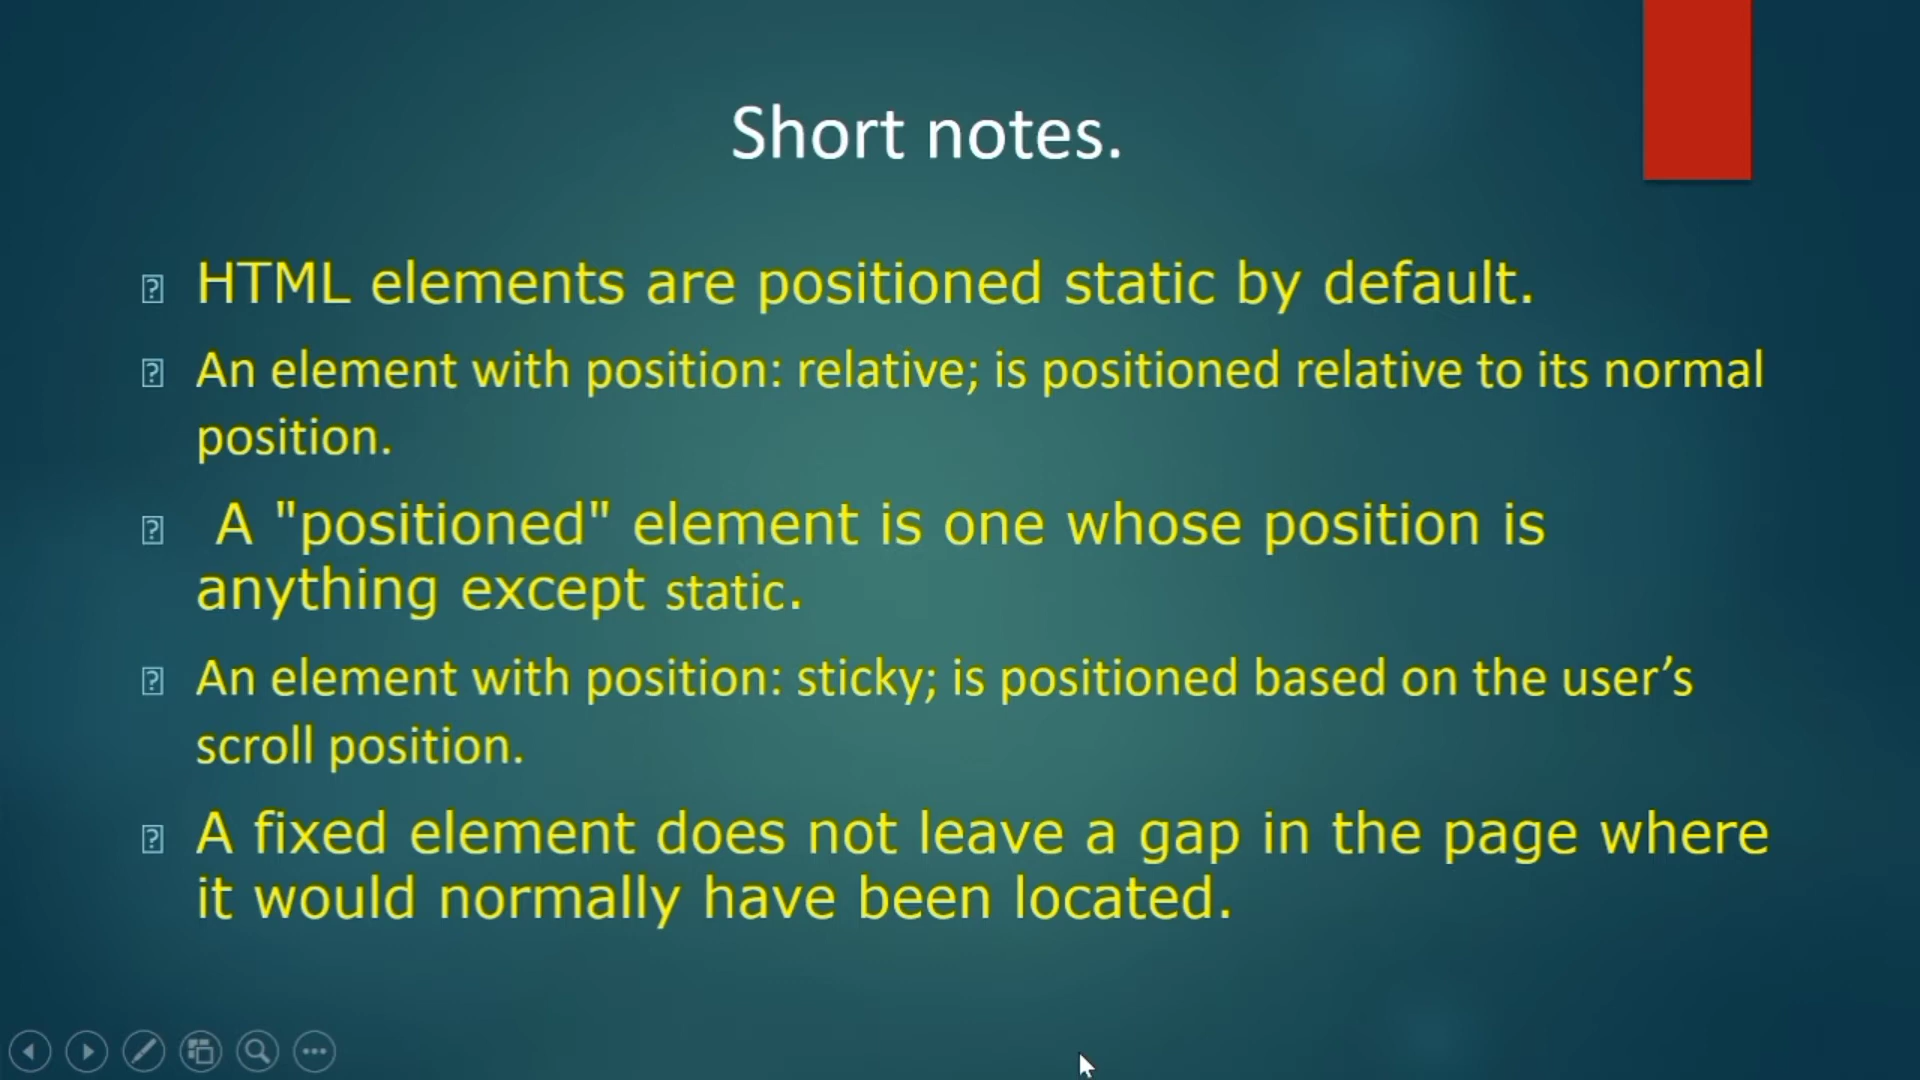 Short notes.
HTML elements are positioned static by default.
An element with position: relative; is positioned relative to its normal
position.
A "positioned" element is one whose position is
anything except static.
An element with position: sticky; is positioned based on the user’s
scroll position.
A fixed element does not leave a gap in the page where
it would normally have been located.